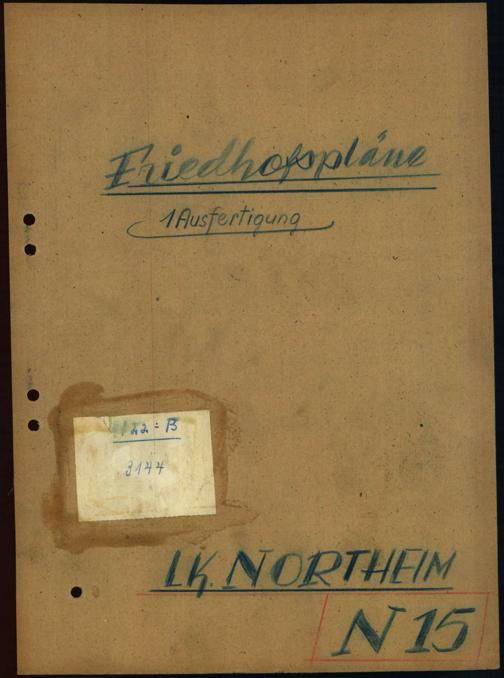 Friedhofspläne
1 Ausfertigung
122 = B
3144
LK. NORTHEIM
N 15